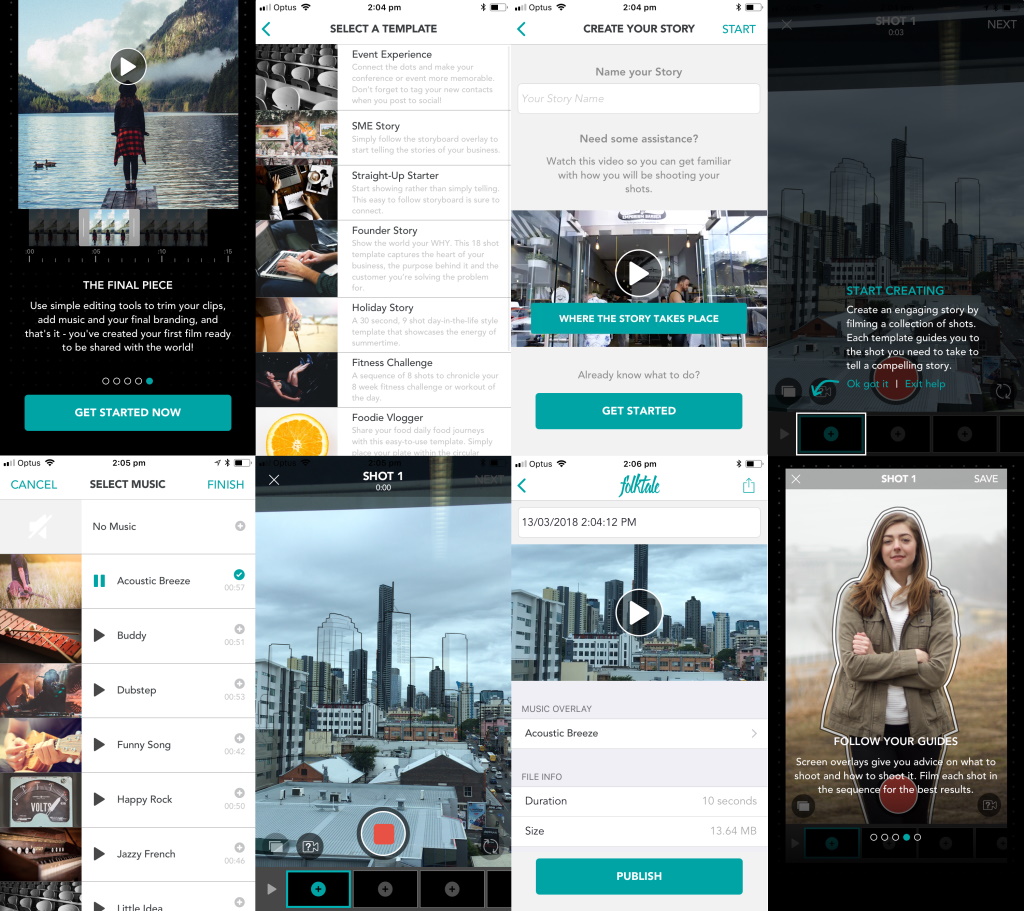 :00
:05
:10
:15
THE FINAL PIECE
Use simple editing tools to trim your clips,
add music and your final branding, and
that's it - you've created your first film ready
to be shared with the world!
GET STARTED NOW
Optus
2:04 pm
SELECT A TEMPLATE
Event Experience
Connect the dots and make your
conference or event more memorable.
Don't forget to tag your new contacts
when you post to social!
SME Story
Simply follow the storyboard overlay to
start telling the stories of your business.
Straight-Up Starter
Start showing rather than simply telling.
This easy to follow storyboard is sure to
connect.
Founder Story
Show the world your WHY. This 18 shot
template captures the heart of your
business, the purpose behind it and the
customer you're solving the problem
for.
Holiday Story
A 30 second, 9 shot day-in-the-life style
template that showcases the energy of
summertime.
Fitness Challenge
A sequence of 8 shots to chronicle your
8 week fitness challenge or workout of
the day.
Foodie Vlogger
Share your food daily food journeys
with this easy-to-use template. Simply
place your plate within the circular
Optus
2:04 pm
CREATE YOUR STORY
START
Name your Story
Your Story Name
Need some assistance?
Watch this video so you can get familiar
with how you will be shooting your
shots.
WHERE THE STORY TAKES PLACE
Already know what to do?
GET STARTED
SHOT 1
0:03
NEXT
START CREATING
Create an engaging story by
filming a collection of shots.
Each template guides you to
the shot you need to take to
tell a compelling story.
Ok got it | Exit help
Optus
2:05 pm
CANCEL
SELECT MUSIC
FINISH
No Music
Acoustic Breeze
00:57
Buddy
00:51
Dubstep
00:53
Funny Song
00:42
VOLTS
Happy Rock
00:50
Jazzy French
00:46
Little Idea
Optus
SHOT 1
0:00
NEXT
Optus
2:06 pm
folktale
13/03/2018 2:04:12 PM
MUSIC OVERLAY
Acoustic Breeze
FILE INFO
Duration
10 seconds
Size
13.64 MB
PUBLISH
SHOT 1
SAVE
FOLLOW YOUR GUIDES
Screen overlays give you advice on what to
shoot and how to shoot it. Film each shot in
the sequence for the best results.